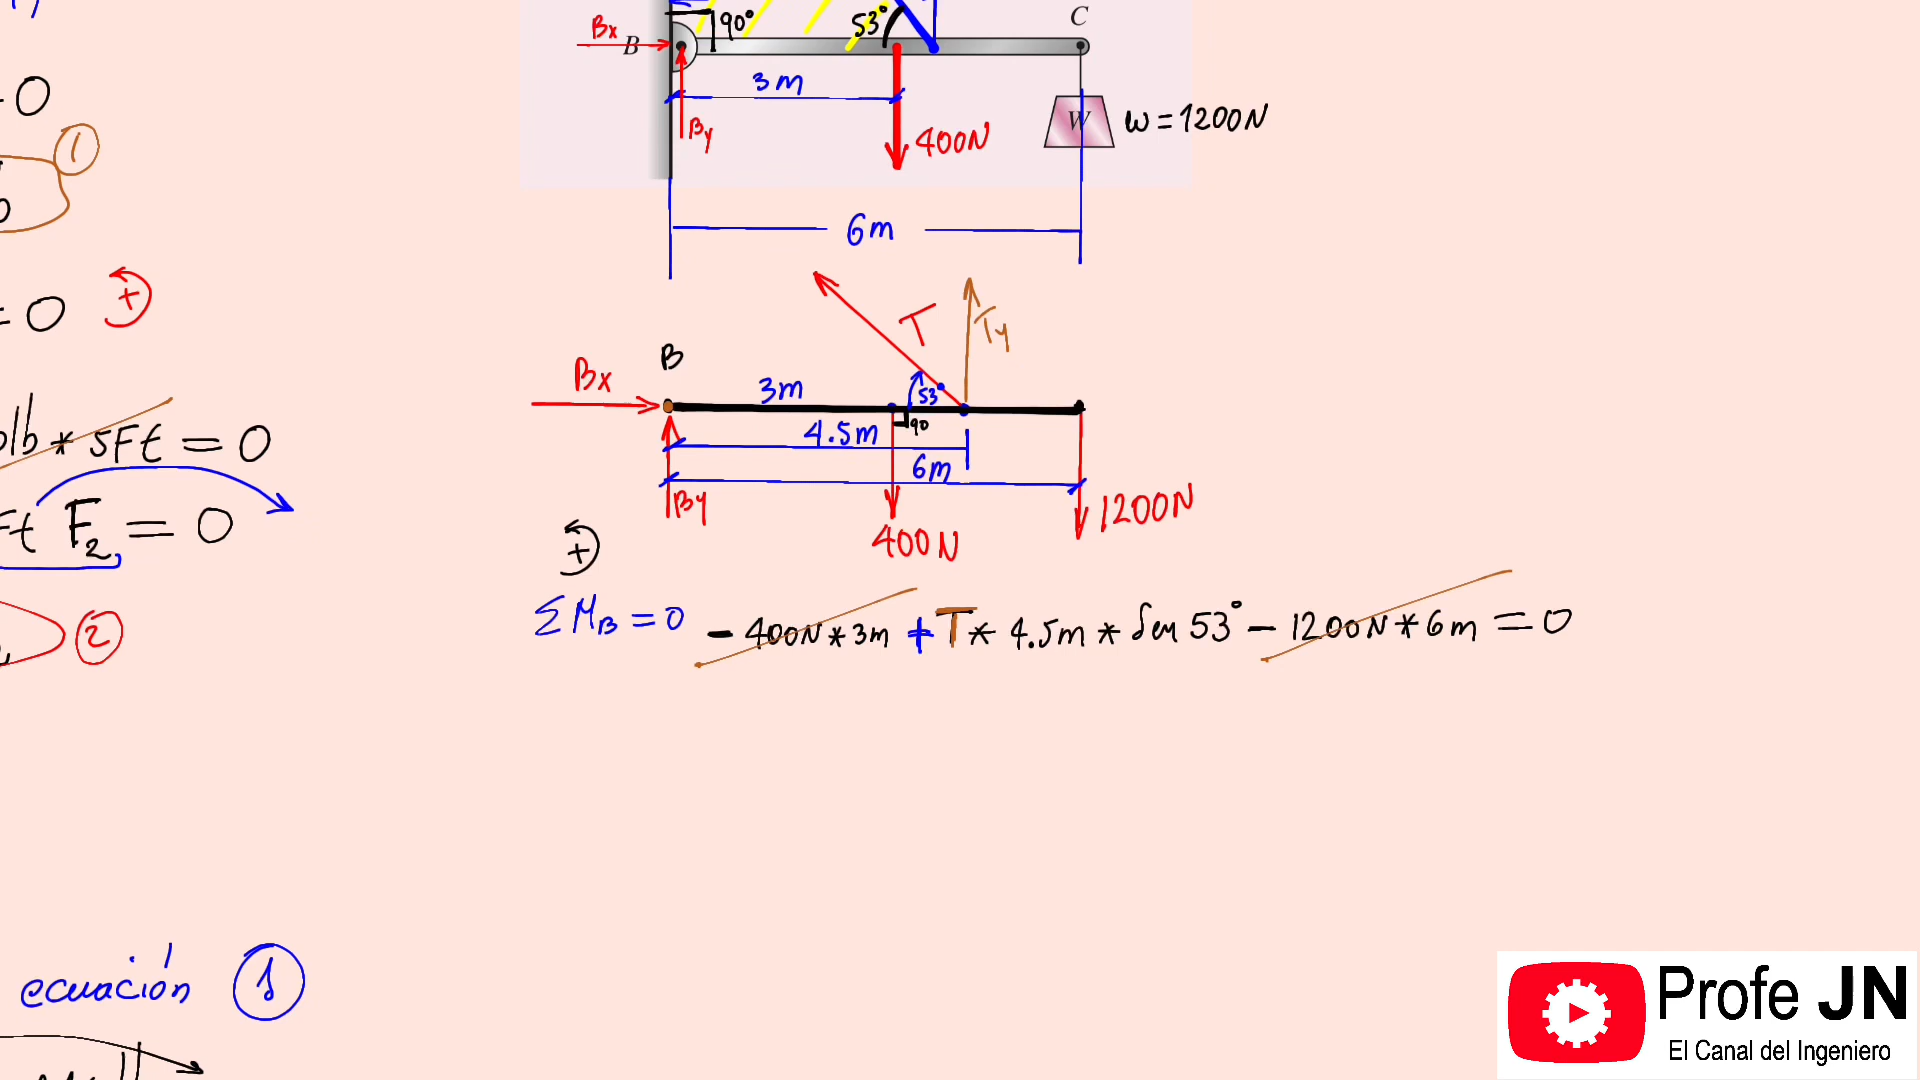 90°
53°
C
Bx
B
3m
0
1
By
400N
W
w = 1200N
6m
= 0
+
T
Ty
B
Bx
3m
53
90
4.5m
6m
By
400N
1200N
lb * 5Ft = 0
Ft F2 = 0
2
+
ΣMB = 0 - 400N * 3m + T * 4.5m * Sen 53° - 1200N * 6m = 0
ecuación 1
Profe JN
El Canal del Ingeniero